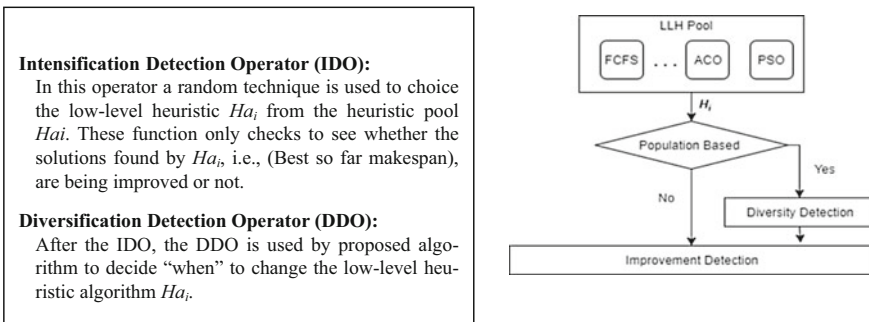 Intensification Detection Operator (IDO):
In this operator a random technique is used to choice
the low-level heuristic Haᵢ from the heuristic pool
Hai. These function only checks to see whether the
solutions found by Haᵢ, i.e., (Best so far makespan),
are being improved or not.
Diversification Detection Operator (DDO):
After the IDO, the DDO is used by proposed algo-
rithm to decide “when” to change the low-level heu-
ristic algorithm Haᵢ.
LLH Pool
FCFS ... ACO PSO
Hᵢ
Population Based
Yes
No
Diversity Detection
Improvement Detection